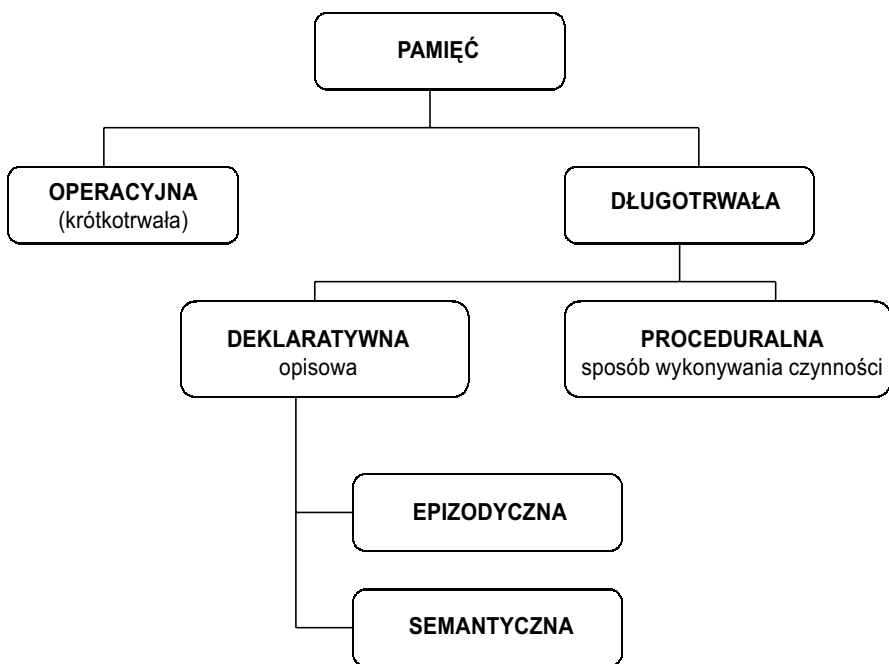 PAMIĘĆ
OPERACYJNA
(krótkotrwała)
DŁUGOTRWAŁA
DEKLARATYWNA
opisowa
PROCEDURALNA
sposób wykonywania czynności
EPIZODYCZNA
SEMANTYCZNA